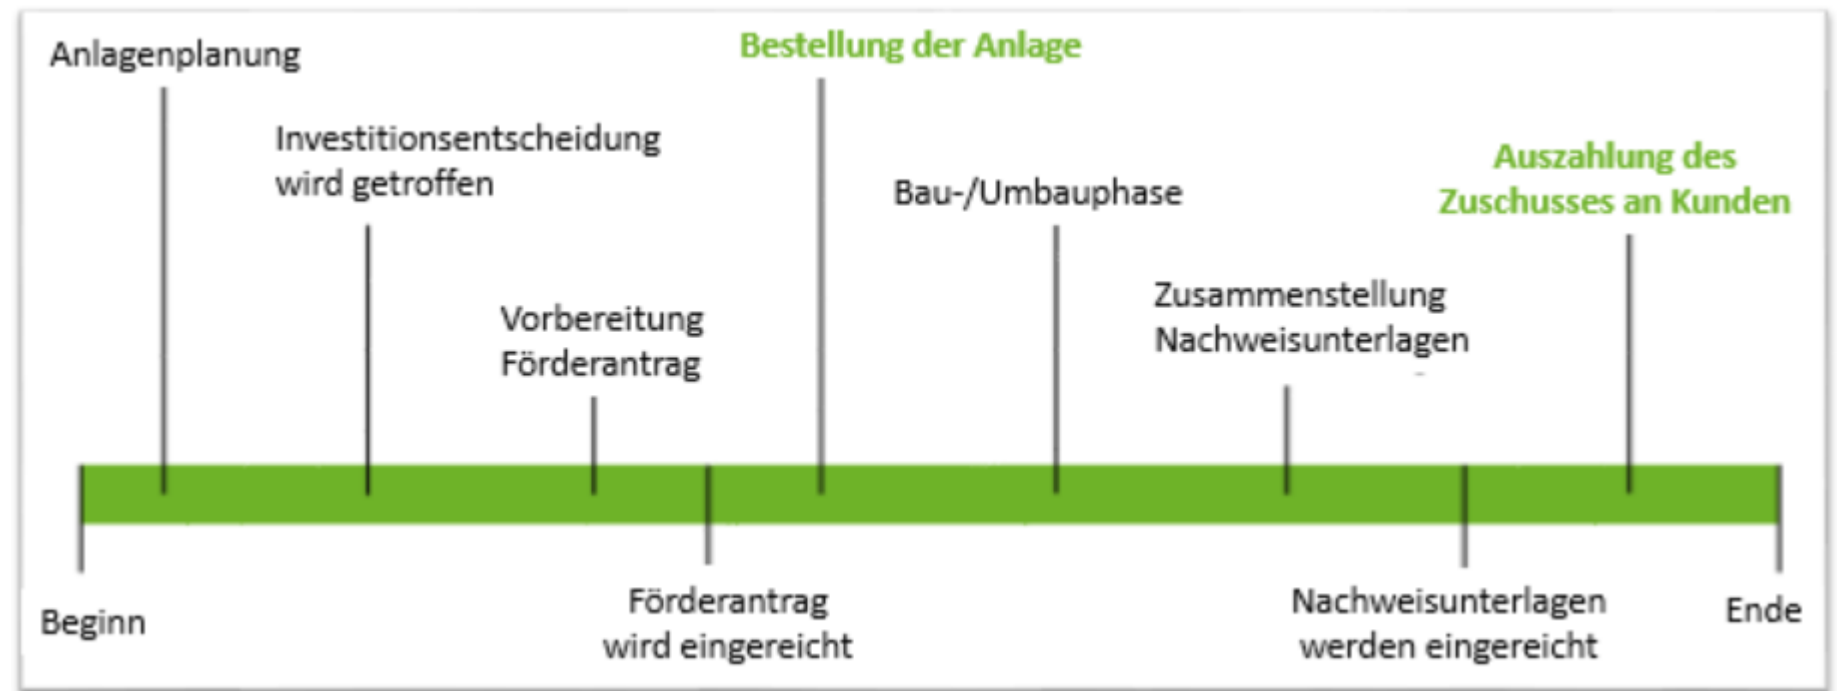 Anlagenplanung
Investitionsentscheidung
wird getroffen
Vorbereitung
Förderantrag
Förderantrag
wird eingereicht
Bestellung der Anlage
Bau-/Umbauphase
Zusammenstellung
Nachweisunterlagen
Nachweisunterlagen
werden eingereicht
Auszahlung des
Zuschusses an Kunden
Beginn
Ende